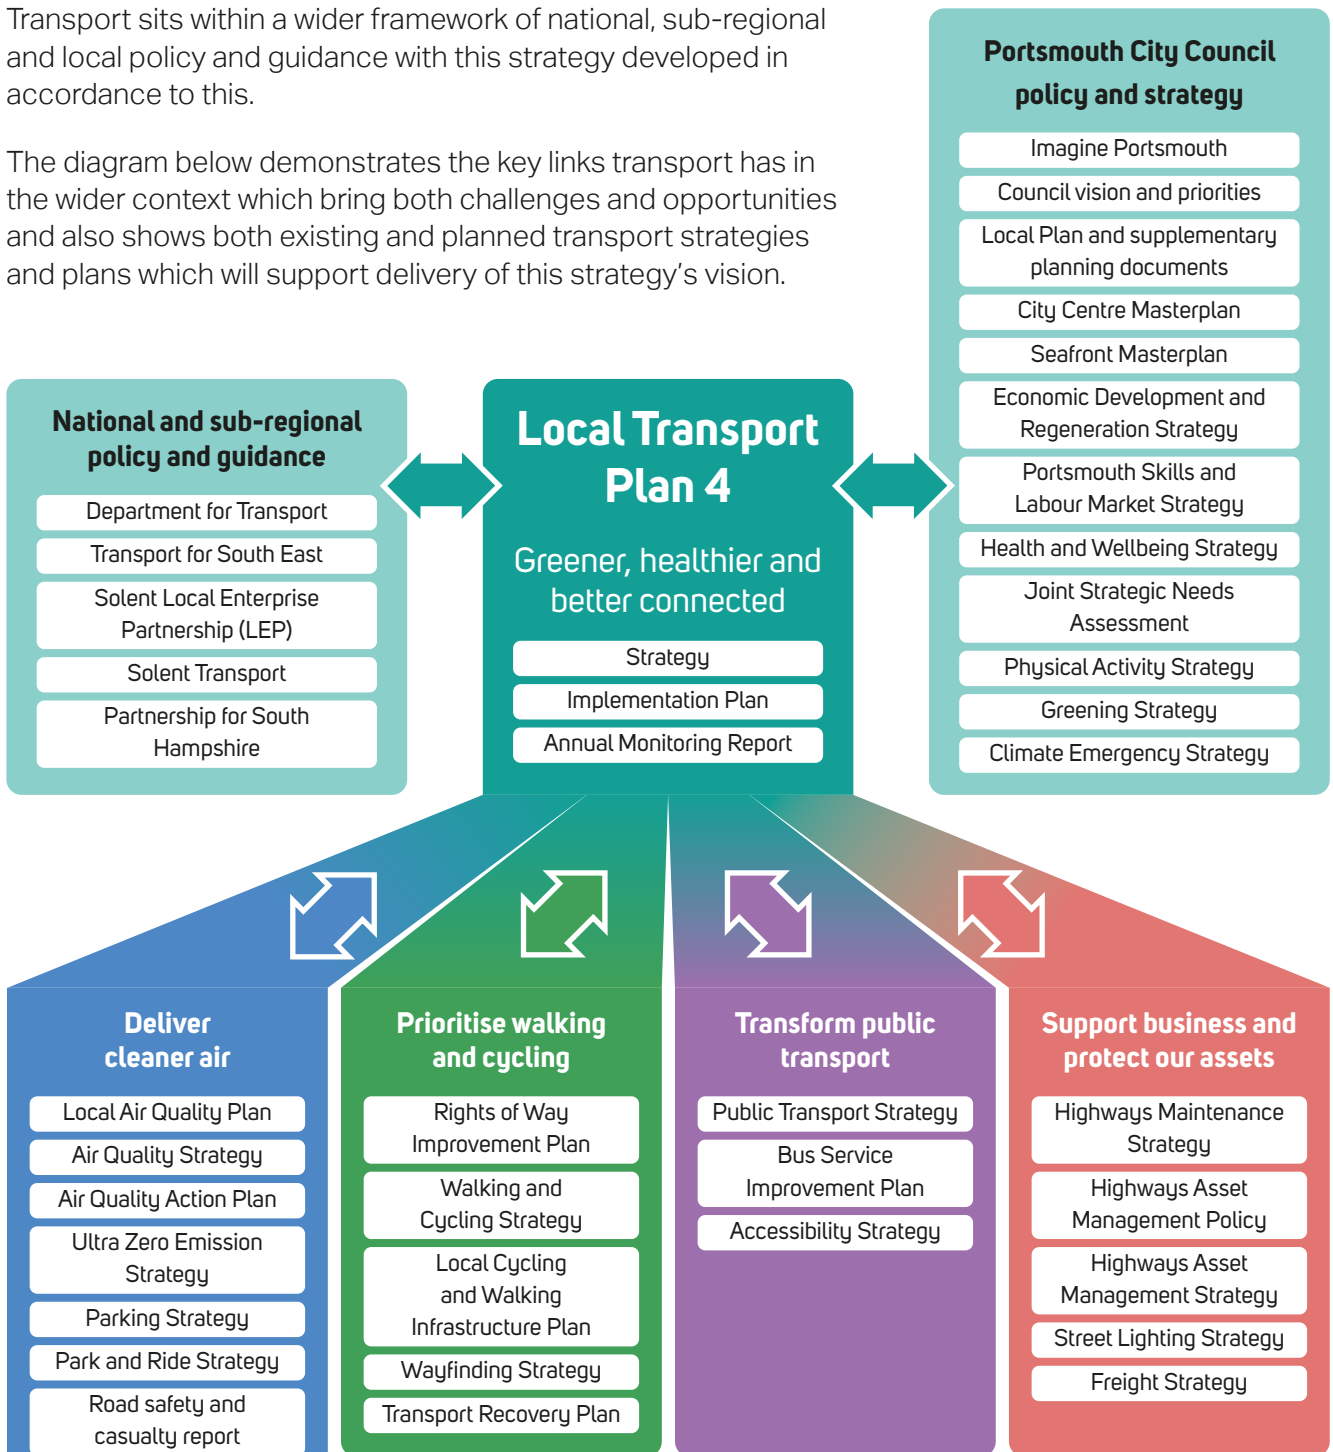 Transport sits within a wider framework of national, sub-regional
and local policy and guidance with this strategy developed in
accordance to this.
The diagram below demonstrates the key links transport has in
the wider context which bring both challenges and opportunities
and also shows both existing and planned transport strategies
and plans which will support delivery of this strategy's vision.
National and sub-regional
policy and guidance
Department for Transport
Transport for South East
Solent Local Enterprise
Partnership (LEP)
Solent Transport
Partnership for South
Hampshire
Local Transport
Plan 4
Greener, healthier and
better connected
Strategy
Implementation Plan
Annual Monitoring Report
Portsmouth City Council
policy and strategy
Imagine Portsmouth
Council vision and priorities
Local Plan and supplementary
planning documents
City Centre Masterplan
Seafront Masterplan
Economic Development and
Regeneration Strategy
Portsmouth Skills and
Labour Market Strategy
Health and Wellbeing Strategy
Joint Strategic Needs
Assessment
Physical Activity Strategy
Greening Strategy
Climate Emergency Strategy
Deliver
cleaner air
Local Air Quality Plan
Air Quality Strategy
Air Quality Action Plan
Ultra Zero Emission
Strategy
Parking Strategy
Park and Ride Strategy
Road safety and
casualty report
Prioritise walking
and cycling
Rights of Way
Improvement Plan
Walking and
Cycling Strategy
Local Cycling
and Walking
Infrastructure Plan
Wayfinding Strategy
Transport Recovery Plan
Transform public
transport
Public Transport Strategy
Bus Service
Improvement Plan
Accessibility Strategy
Support business and
protect our assets
Highways Maintenance
Strategy
Highways Asset
Management Policy
Highways Asset
Management Strategy
Street Lighting Strategy
Freight Strategy